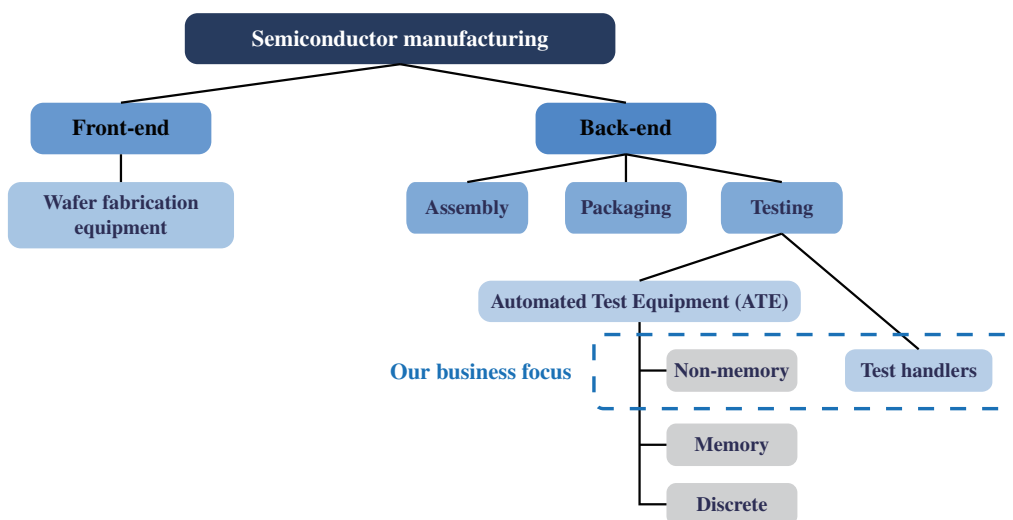 Semiconductor manufacturing
Front-end
Back-end
Wafer fabrication
equipment
Assembly
Packaging
Testing
Automated Test Equipment (ATE)
Our business focus
Non-memory
Test handlers
Memory
Discrete